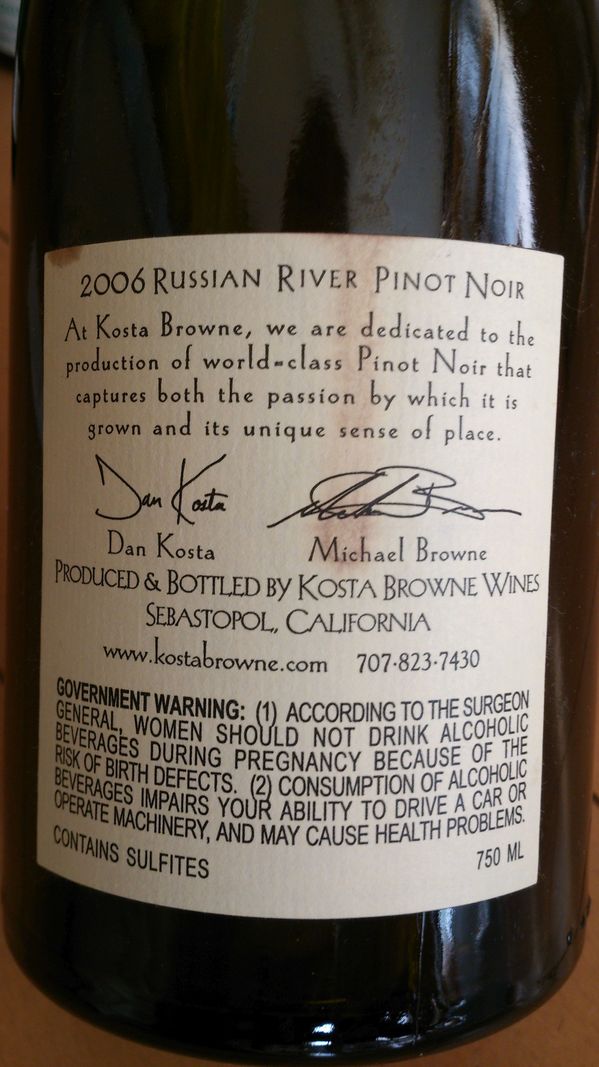 2006 Russian River Pinot Noir
At Kosta Browne, we are dedicated to the
production of world-class Pinot Noir that
captures both the passion by which it is
grown and its unique sense of place.
Dan Kosta
Dan Kosta Michael Browne
Produced & Bottled by Kosta Browne Wines
Sebastopol, California
www.kostabrowne.com 707·823·7430
GOVERNMENT WARNING: (1) ACCORDING TO THE SURGEON
GENERAL, WOMEN SHOULD NOT DRINK ALCOHOLIC
BEVERAGES DURING PREGNANCY BECAUSE OF THE
RISK OF BIRTH DEFECTS. (2) CONSUMPTION OF ALCOHOLIC
BEVERAGES IMPAIRS YOUR ABILITY TO DRIVE A CAR OR
OPERATE MACHINERY, AND MAY CAUSE HEALTH PROBLEMS.
CONTAINS SULFITES 750 ML